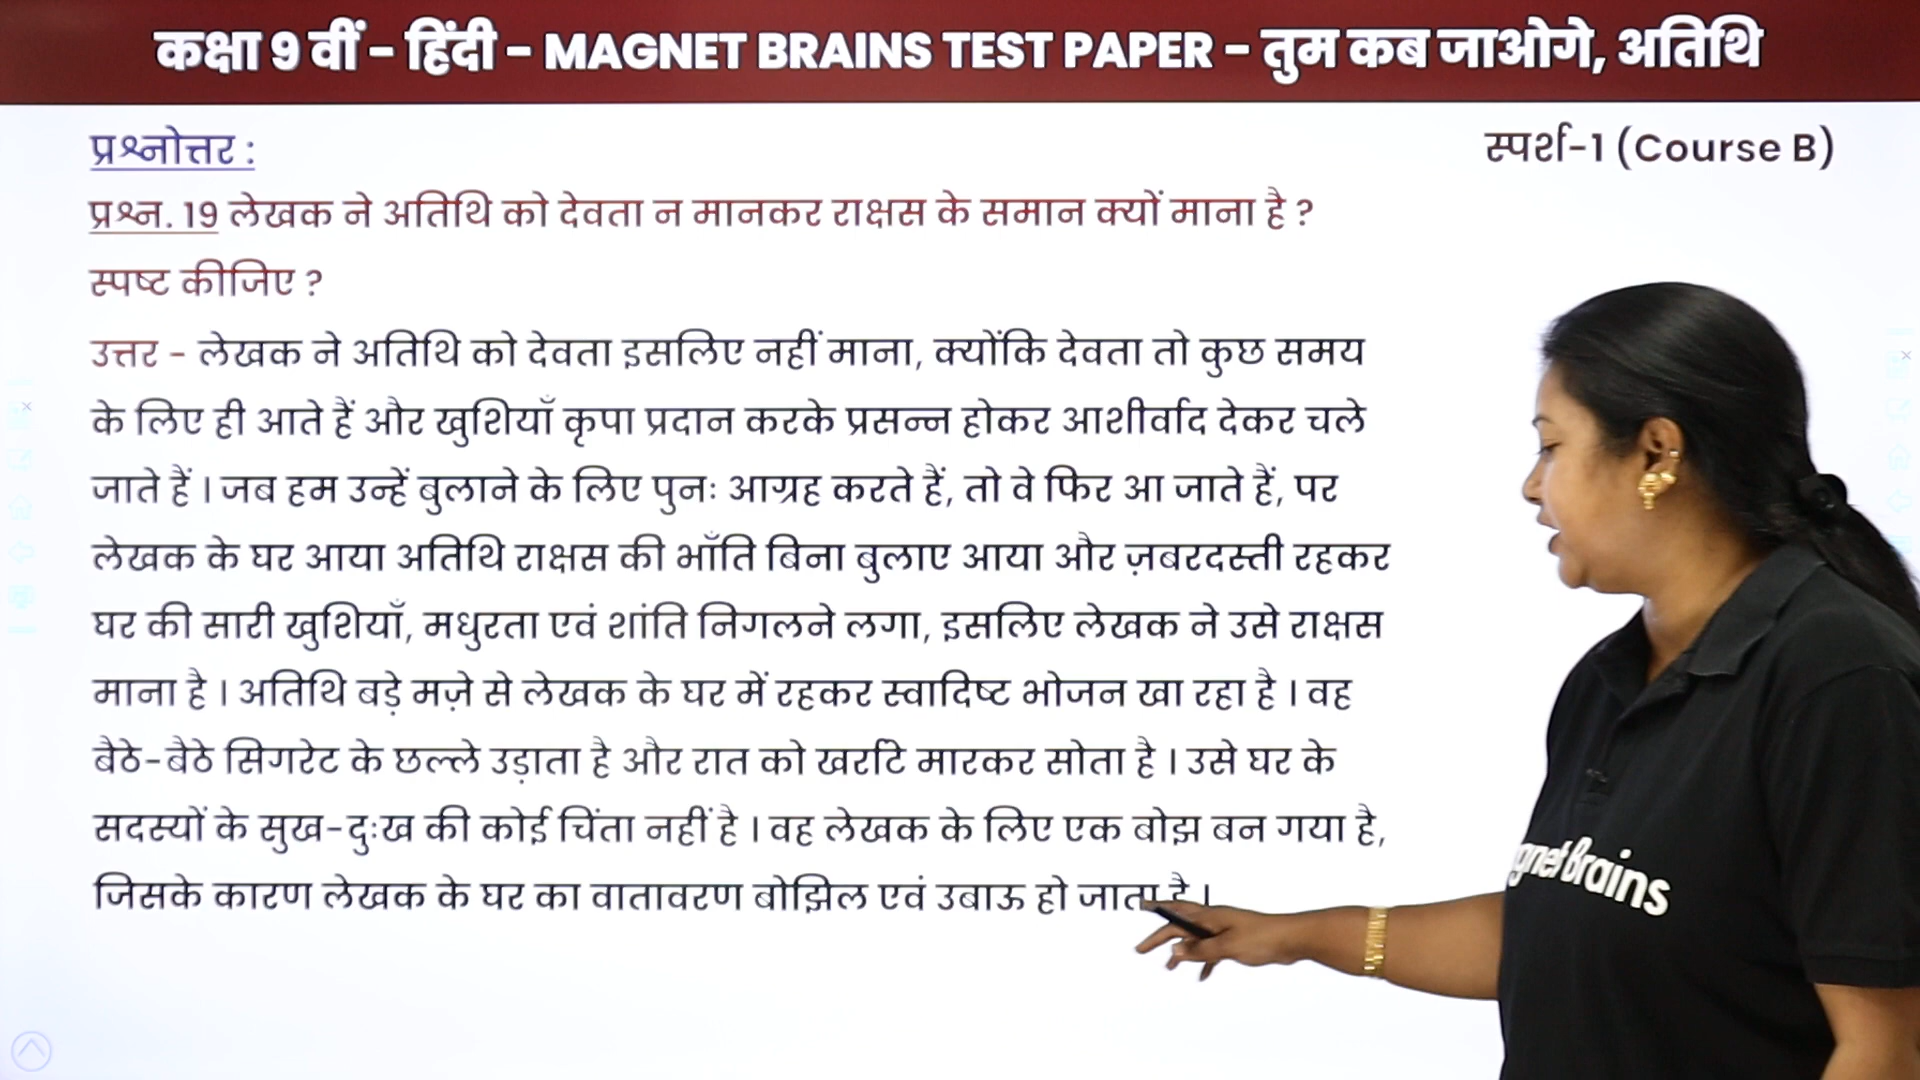 कक्षा 9 वीं - हिंदी - MAGNET BRAINS TEST PAPER - तुम कब जाओगे, अतिथि
प्रश्नोत्तर :
स्पर्श-1 (Course B)
प्रश्न. 19 लेखक ने अतिथि को देवता न मानकर राक्षस के समान क्यों माना है ?
स्पष्ट कीजिए ?
उत्तर - लेखक ने अतिथि को देवता इसलिए नहीं माना, क्योंकि देवता तो कुछ समय
के लिए ही आते हैं और खुशियाँ कृपा प्रदान करके प्रसन्न होकर आशीर्वाद देकर चले
जाते हैं । जब हम उन्हें बुलाने के लिए पुनः आग्रह करते हैं, तो वे फिर आ जाते हैं, पर
लेखक के घर आया अतिथि राक्षस की भाँति बिना बुलाए आया और ज़बरदस्ती रहकर
घर की सारी खुशियाँ, मधुरता एवं शांति निगलने लगा, इसलिए लेखक ने उसे राक्षस
माना है । अतिथि बड़े मज़े से लेखक के घर में रहकर स्वादिष्ट भोजन खा रहा है । वह
बैठे-बैठे सिगरेट के छल्ले उड़ाता है और रात को खर्राटे मारकर सोता है । उसे घर के
सदस्यों के सुख-दुःख की कोई चिंता नहीं है । वह लेखक के लिए एक बोझ बन गया है,
जिसके कारण लेखक के घर का वातावरण बोझिल एवं उबाऊ हो जाता है ।
gnet Brains